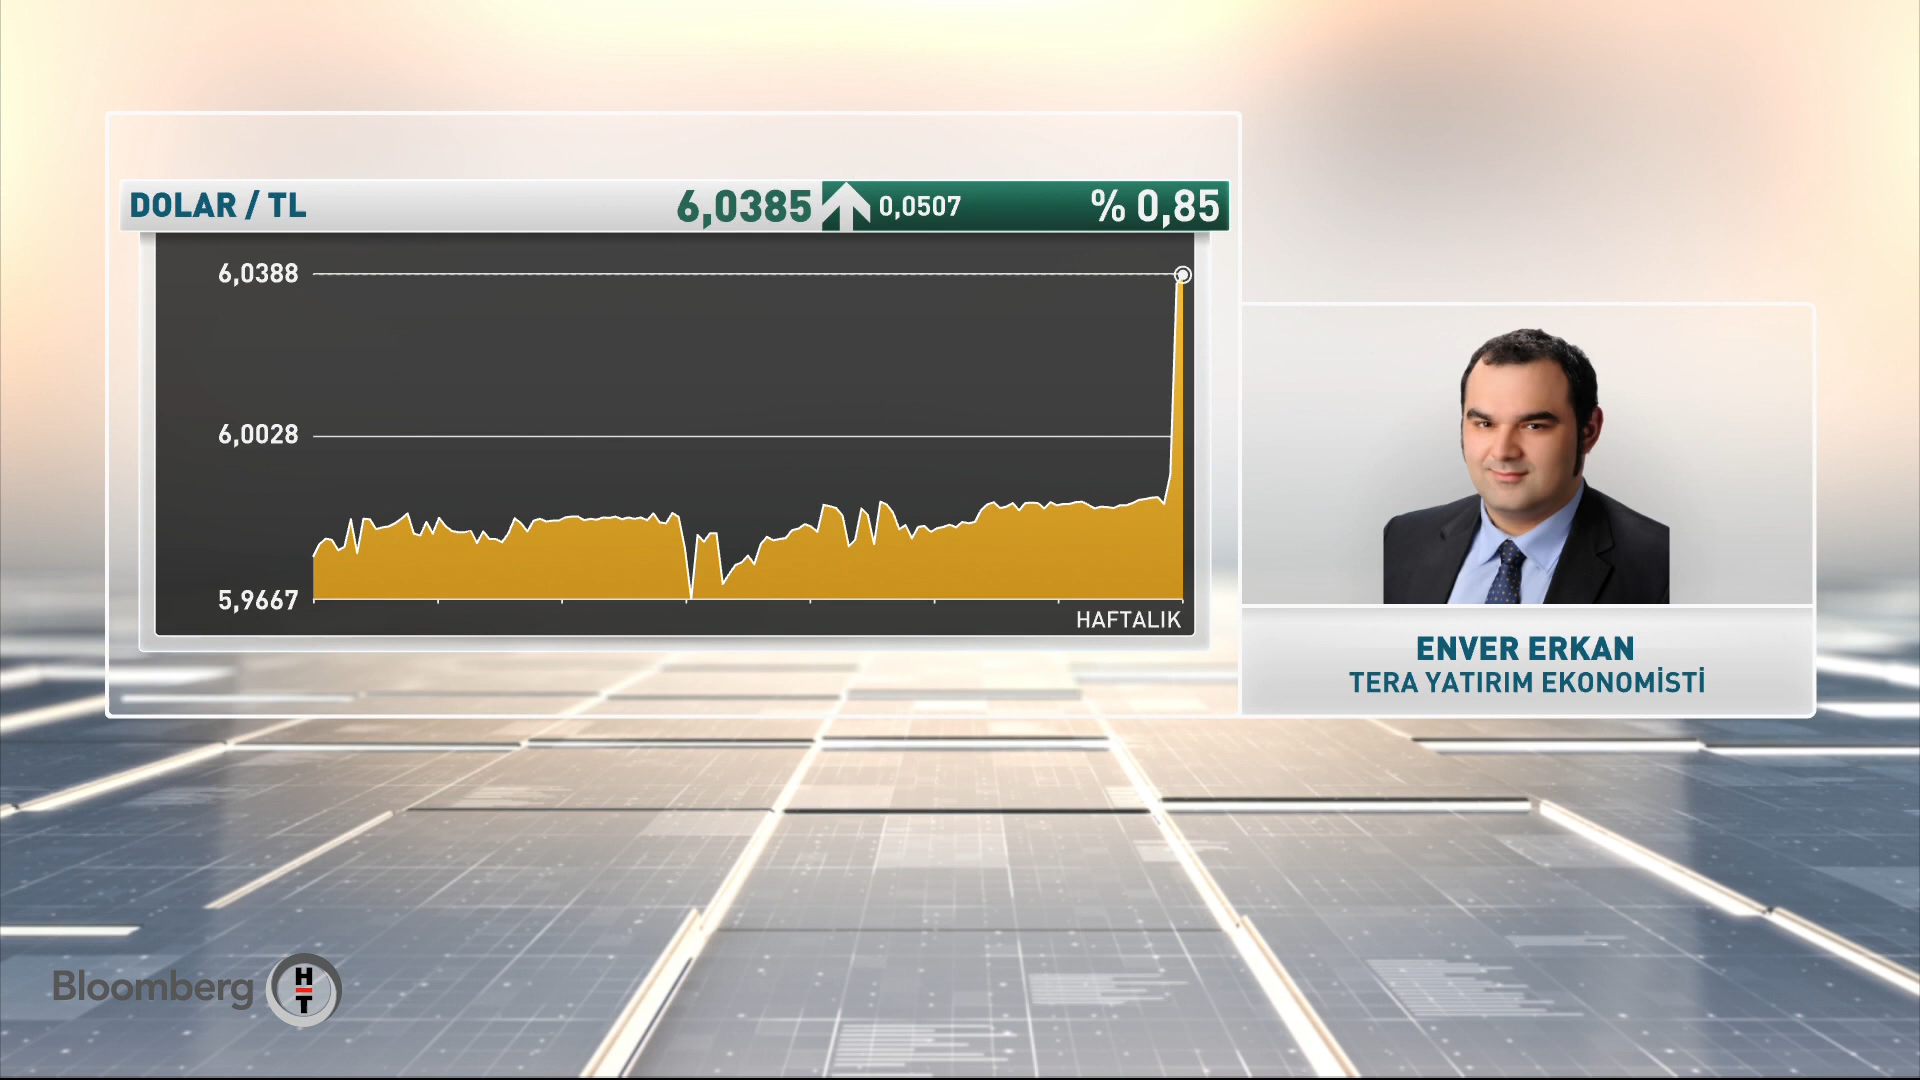 DOLAR / TL 6,0385 0,0507 % 0,85
6,0388
6,0028
5,9667
HAFTALIK
ENVER ERKAN
TERA YATIRIM EKONOMİSTİ
Bloomberg HT